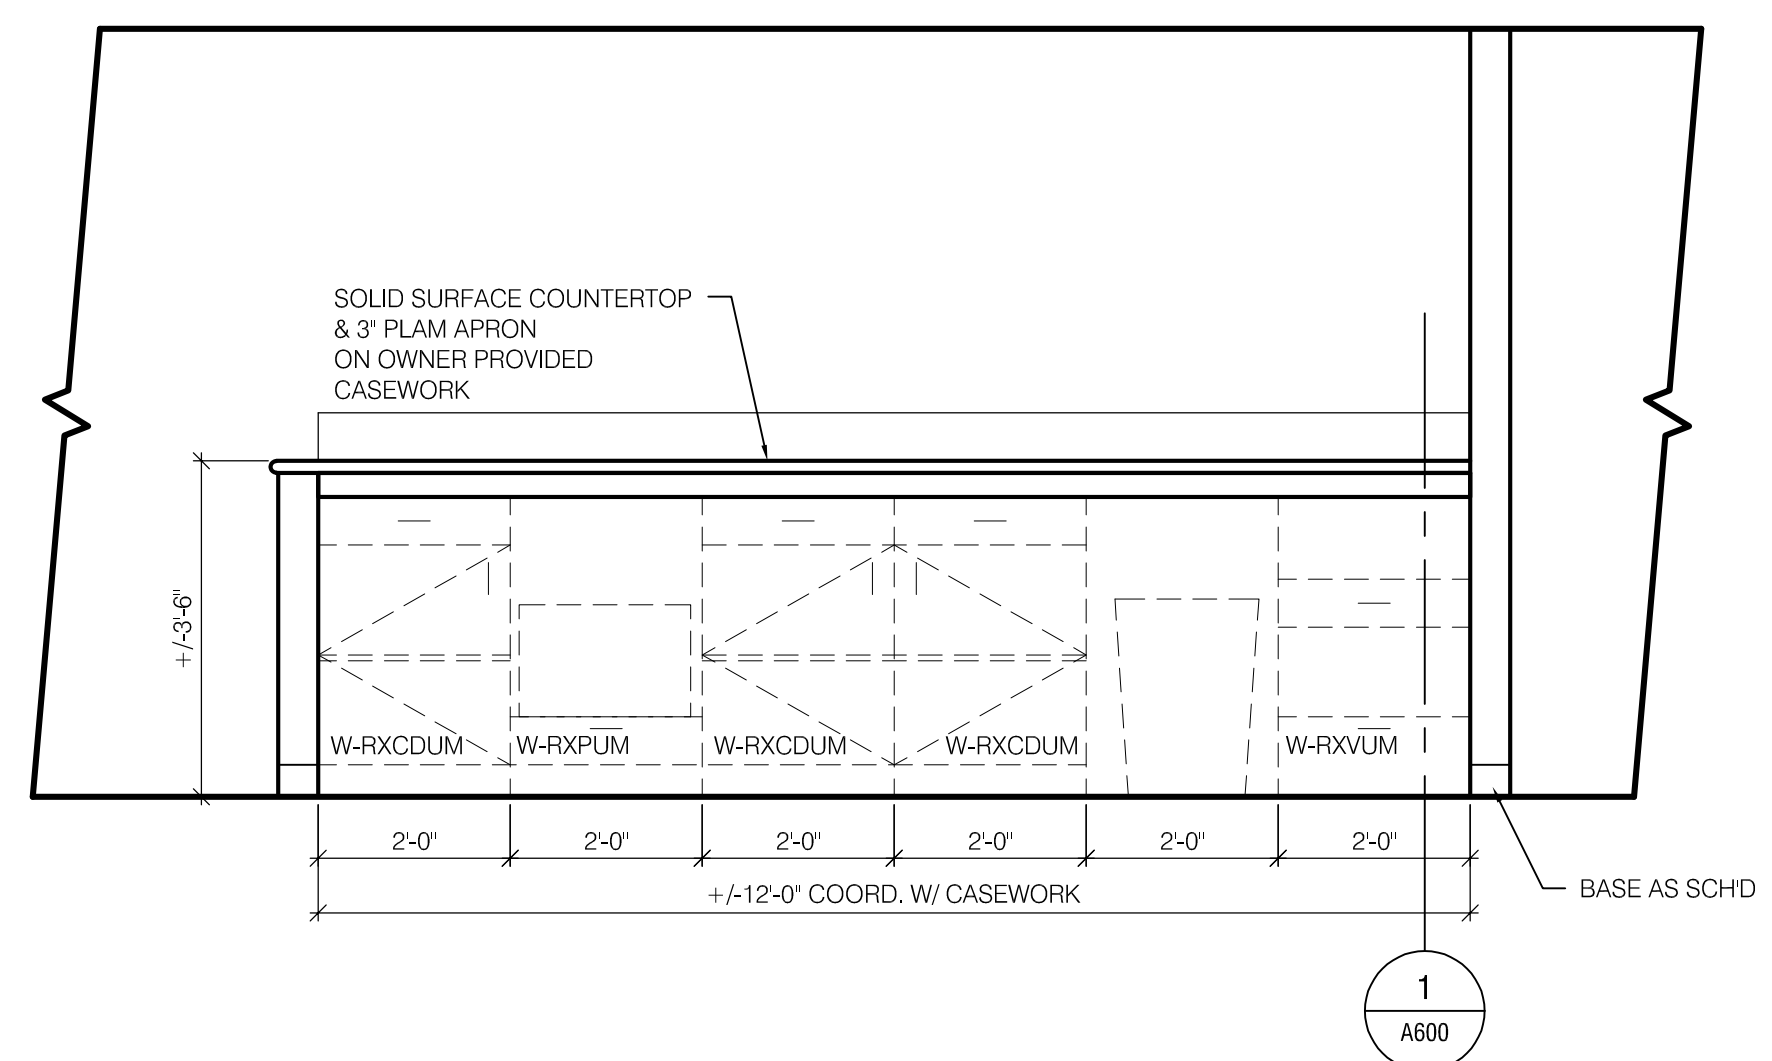 SOLID SURFACE COUNTERTOP
& 3" PLAM APRON
ON OWNER PROVIDED
CASEWORK
+/-3'-6"
W-RXCDUM
W-RXPUM
W-RXCDUM
W-RXCDUM
W-RXVUM
2'-0"
2'-0"
2'-0"
2'-0"
2'-0"
2'-0"
+/-12'-0" COORD. W/ CASEWORK
BASE AS SCH'D
1
A600